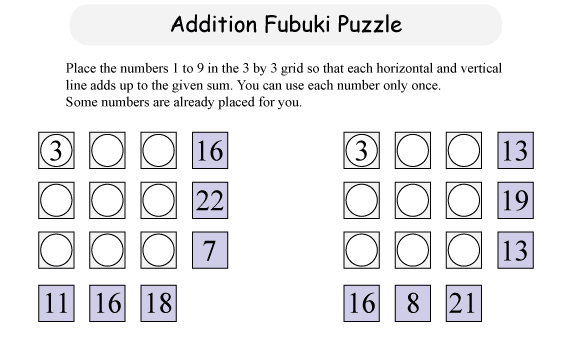 Addition Fubuki Puzzle
Place the numbers 1 to 9 in the 3 by 3 grid so that each horizontal and vertical
line adds up to the given sum. You can use each number only once.
Some numbers are already placed for you.
3 16 3 13
22 19
7 13
11 16 18 16 8 21